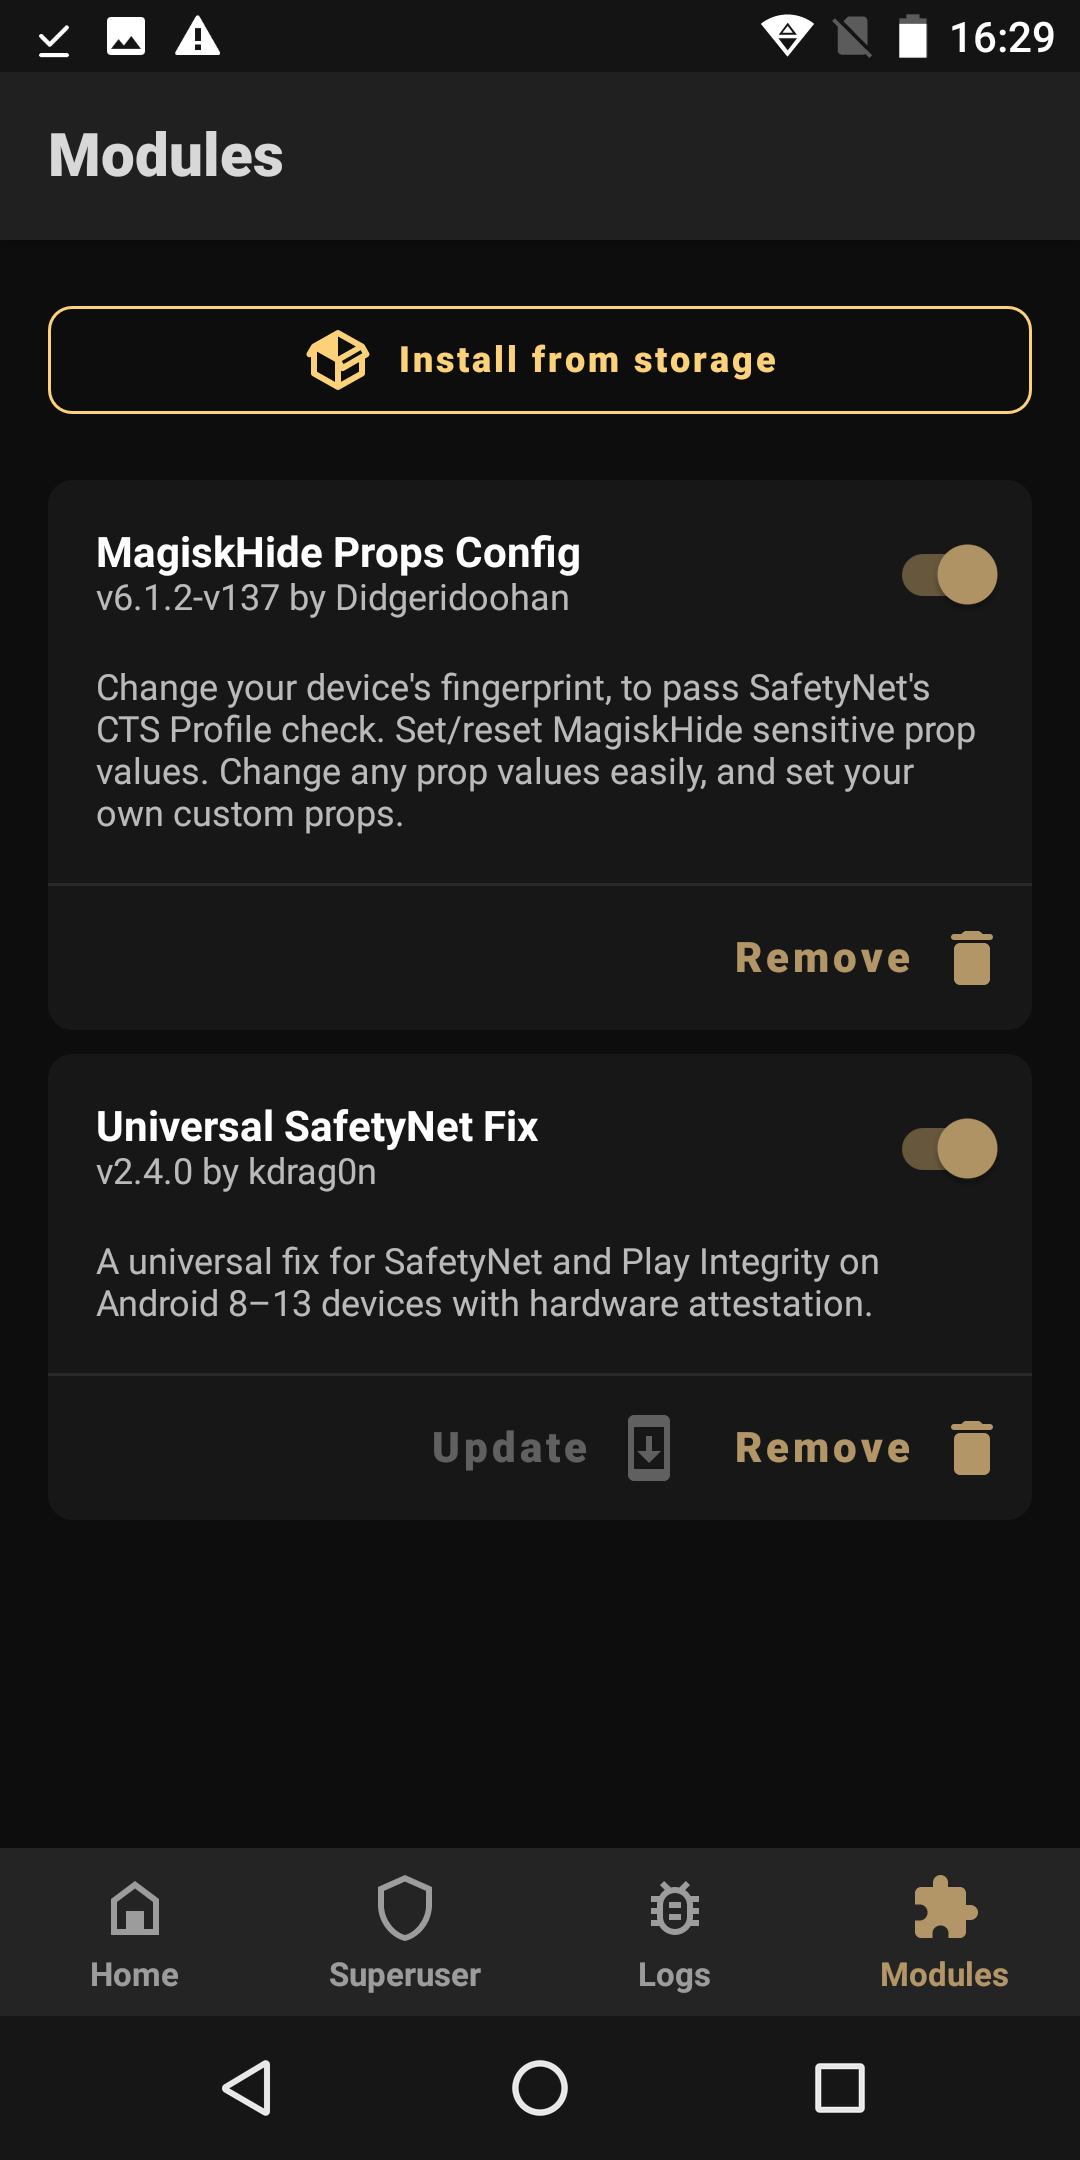 16:29
Modules
Install from storage
MagiskHide Props Config
v6.1.2-v137 by Didgeridoohan
Change your device's fingerprint, to pass SafetyNet's
CTS Profile check. Set/reset MagiskHide sensitive prop
values. Change any prop values easily, and set your
own custom props.
Remove
Universal SafetyNet Fix
v2.4.0 by kdrag0n
A universal fix for SafetyNet and Play Integrity on
Android 8–13 devices with hardware attestation.
Update Remove
Home Superuser Logs Modules